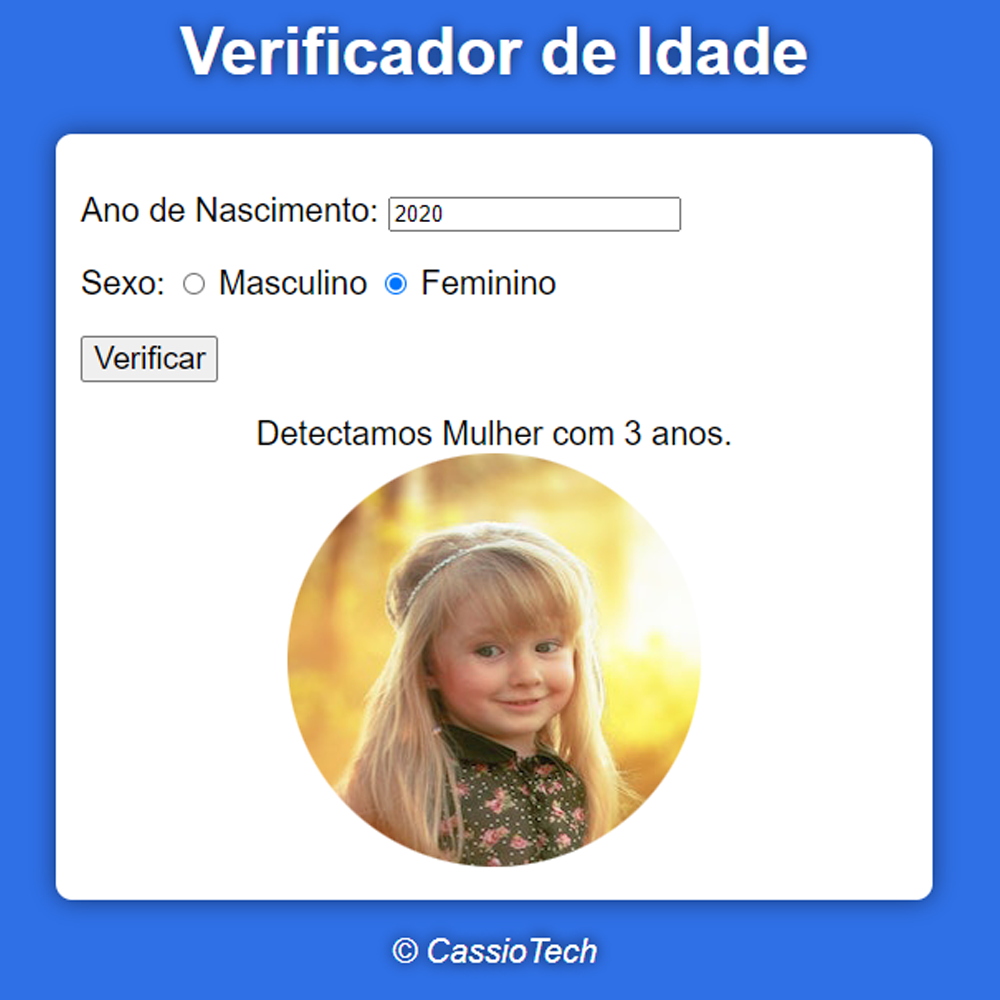 Verificador de Idade
Ano de Nascimento: 2020
Sexo: Masculino Feminino
Verificar
Detectamos Mulher com 3 anos.
© CassioTech